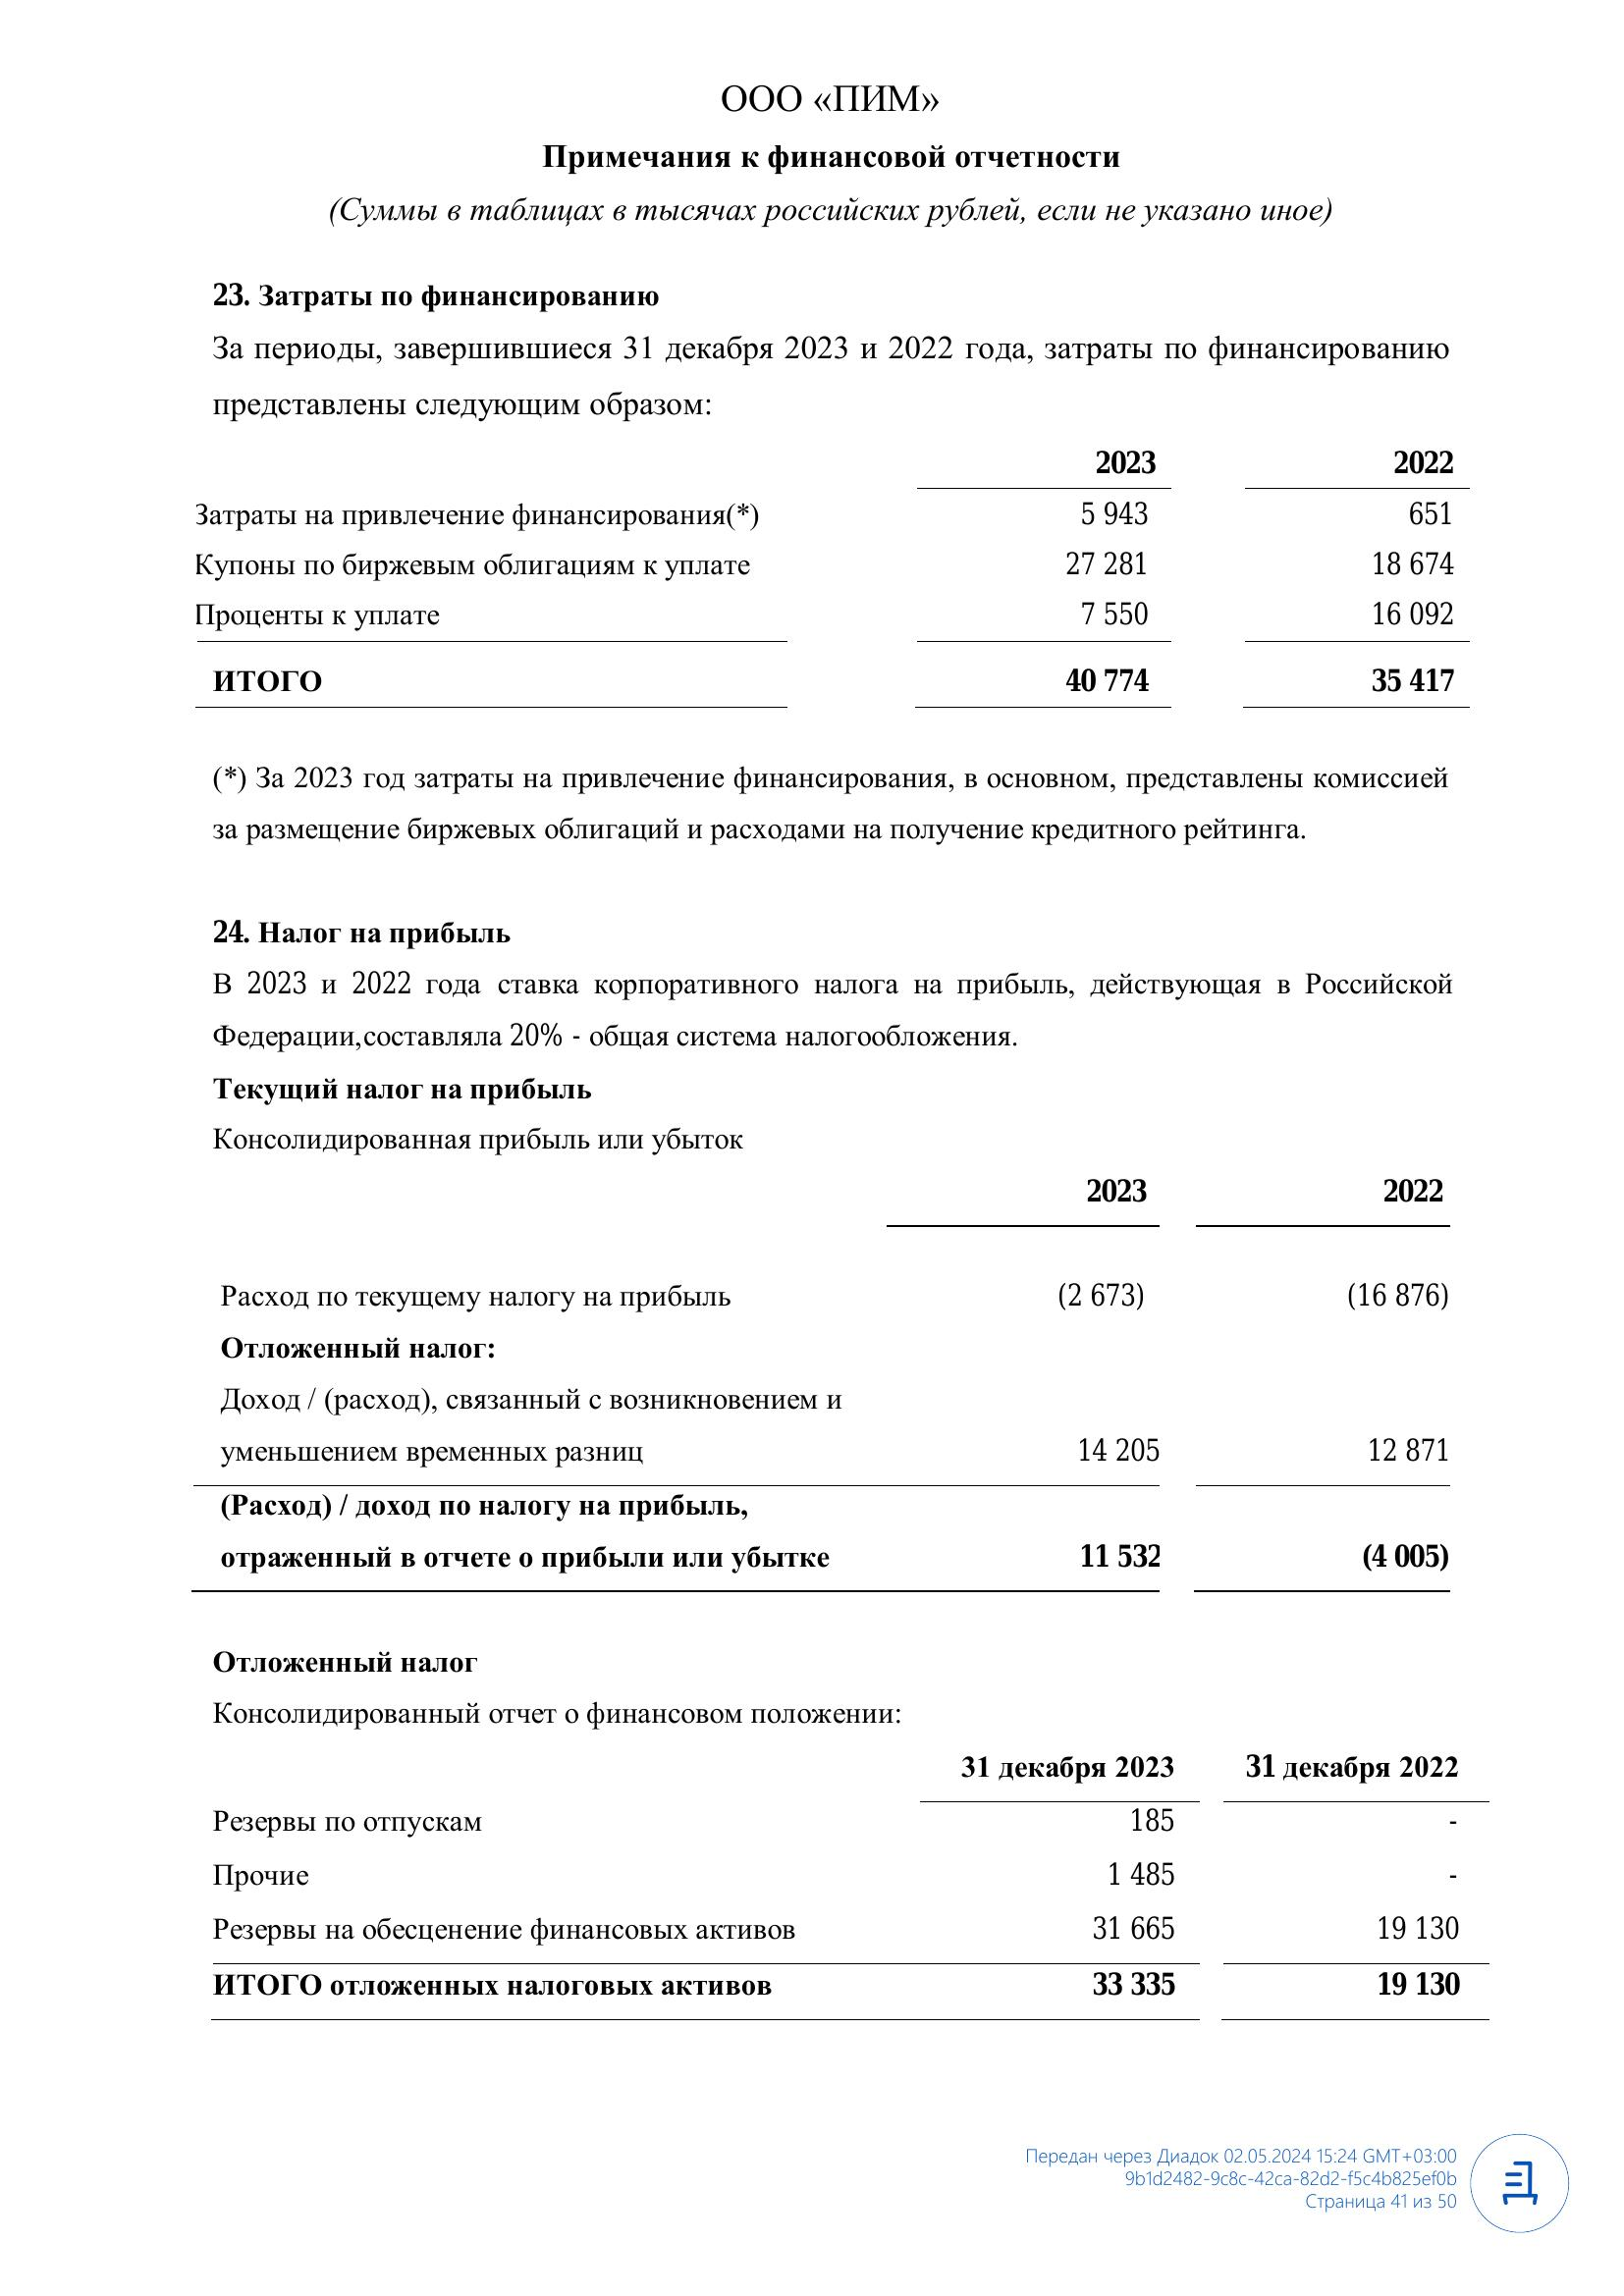 ООО «ПИМ»
Примечания к финансовой отчетности
(Суммы в таблицах в тысячах российских рублей, если не указано иное)
23. Затраты по финансированию
За периоды, завершившиеся 31 декабря 2023 и 2022 года, затраты по финансированию
представлены следующим образом:
2023 2022
Затраты на привлечение финансирования(*) 5 943 651
Купоны по биржевым облигациям к уплате 27 281 18 674
Проценты к уплате 7 550 16 092
ИТОГО 40 774 35 417
(*) За 2023 год затраты на привлечение финансирования, в основном, представлены комиссией
за размещение биржевых облигаций и расходами на получение кредитного рейтинга.
24. Налог на прибыль
В 2023 и 2022 года ставка корпоративного налога на прибыль, действующая в Российской
Федерации,составляла 20% - общая система налогообложения.
Текущий налог на прибыль
Консолидированная прибыль или убыток
2023 2022
Расход по текущему налогу на прибыль (2 673) (16 876)
Отложенный налог:
Доход / (расход), связанный с возникновением и
уменьшением временных разниц 14 205 12 871
(Расход) / доход по налогу на прибыль,
отраженный в отчете о прибыли или убытке 11 532 (4 005)
Отложенный налог
Консолидированный отчет о финансовом положении:
31 декабря 2023 31 декабря 2022
Резервы по отпускам 185 -
Прочие 1 485 -
Резервы на обесценение финансовых активов 31 665 19 130
ИТОГО отложенных налоговых активов 33 335 19 130
Передан через Диадок 02.05.2024 15:24 GMT+03:00
9b1d2482-9c8c-42ca-82d2-f5c4b825ef0b
Страница 41 из 50